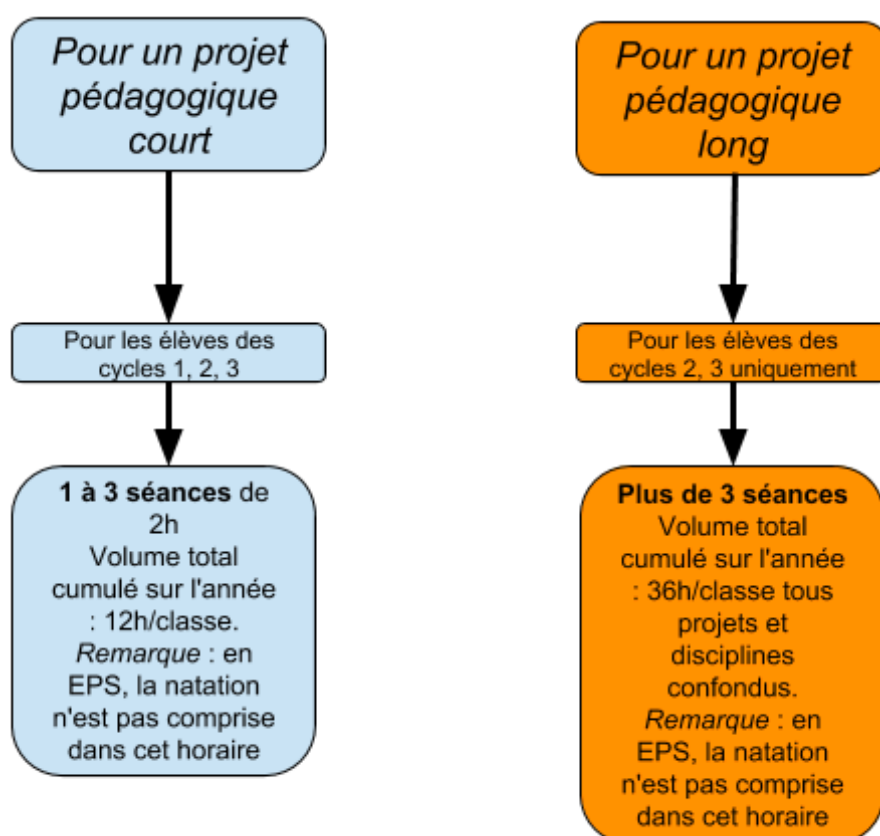 Pour un projet
pédagogique
court
Pour les élèves des
cycles 1, 2, 3
1 à 3 séances de
2h
Volume total
cumulé sur l'année
: 12h/classe.
Remarque : en
EPS, la natation
n'est pas comprise
dans cet horaire
Pour un projet
pédagogique
long
Pour les élèves des
cycles 2, 3 uniquement
Plus de 3 séances
Volume total
cumulé sur l'année
: 36h/classe tous
projets et
disciplines
confondus.
Remarque : en
EPS, la natation
n'est pas comprise
dans cet horaire